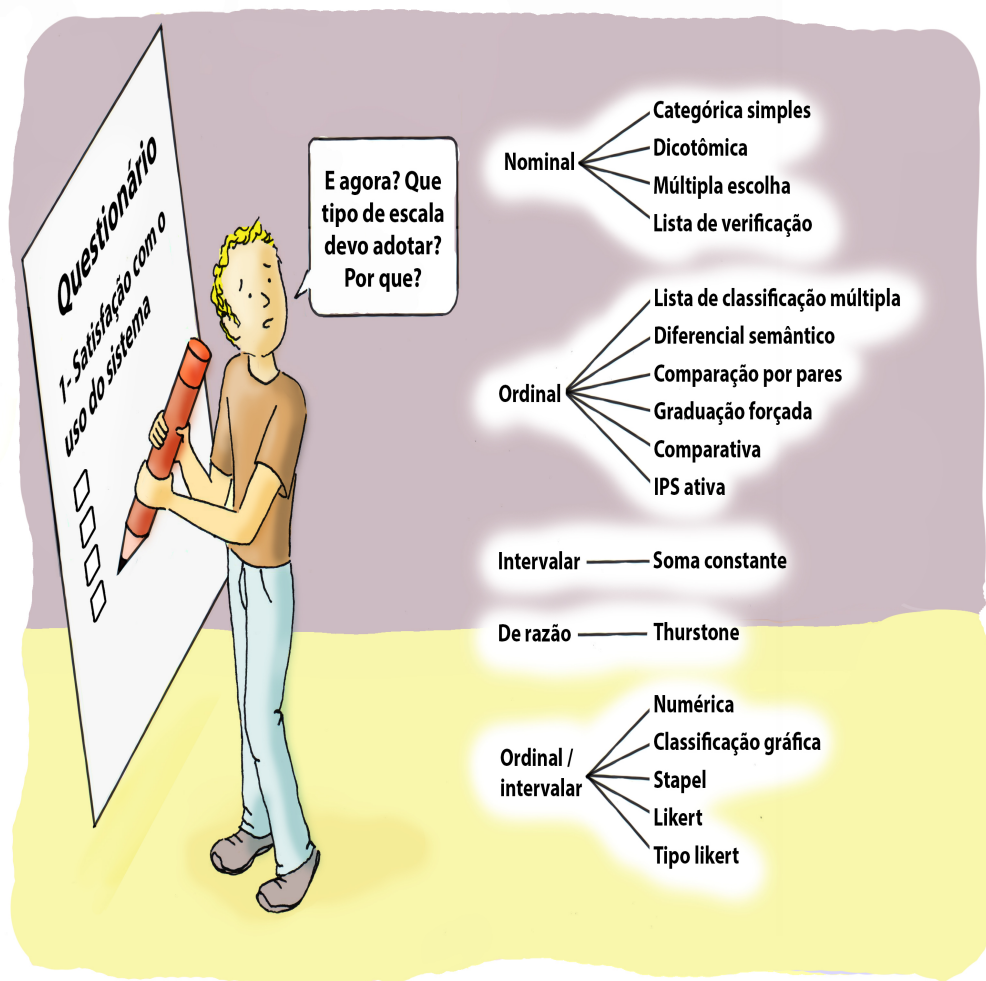 Questionário
1- Satisfação com o
uso do sistema
E agora? Que
tipo de escala
devo adotar?
Por que?
Nominal
Categórica simples
Dicotômica
Múltipla escolha
Lista de verificação
Ordinal
Lista de classificação múltipla
Diferencial semântico
Comparação por pares
Graduação forçada
Comparativa
IPS ativa
Intervalar
Soma constante
De razão
Thurstone
Ordinal /
intervalar
Numérica
Classificação gráfica
Stapel
Likert
Tipo likert